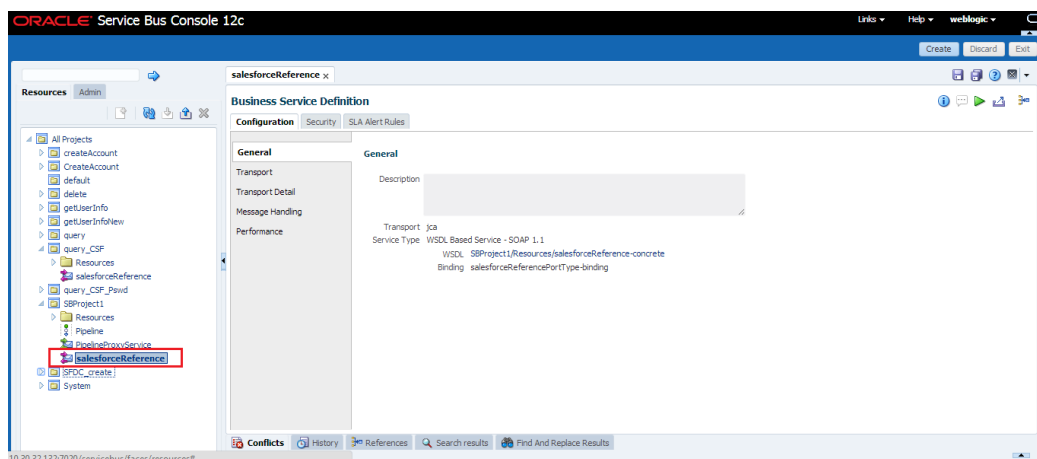 ORACLE Service Bus Console 12c
Links Help weblogic
Create Discard Exit
salesforceReference x
Resources Admin
Business Service Definition
Configuration Security SLA Alert Rules
All Projects
createAccount
CreateAccount
default
delete
getUserInfo
getUserInfoNew
query
query_CSF
Resources
salesforceReference
query_CSF_Pswd
SBProject1
Resources
Pipeline
PipelineProxyService
salesforceReference
SFDC_create
System
General
Transport
Transport Detail
Message Handling
Performance
General
Description
Transport jca
Service Type WSDL Based Service - SOAP 1.1
WSDL SBProject1/Resources/salesforceReference-concrete
Binding salesforceReferencePortType-binding
Conflicts History References Search results Find And Replace Results